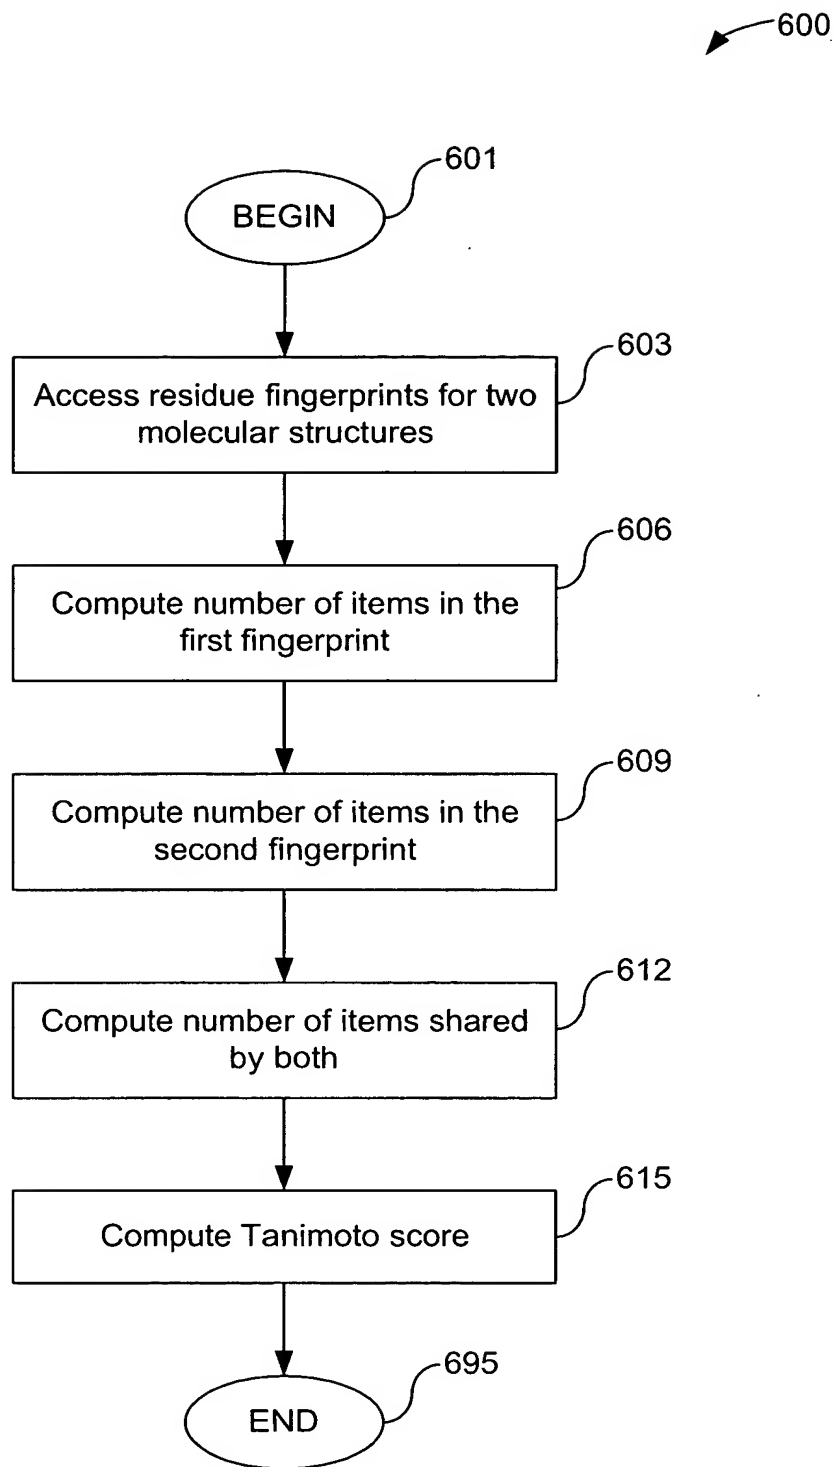 600
601
BEGIN
603
Access residue fingerprints for two
molecular structures
606
Compute number of items in the
first fingerprint
609
Compute number of items in the
second fingerprint
612
Compute number of items shared
by both
615
Compute Tanimoto score
695
END